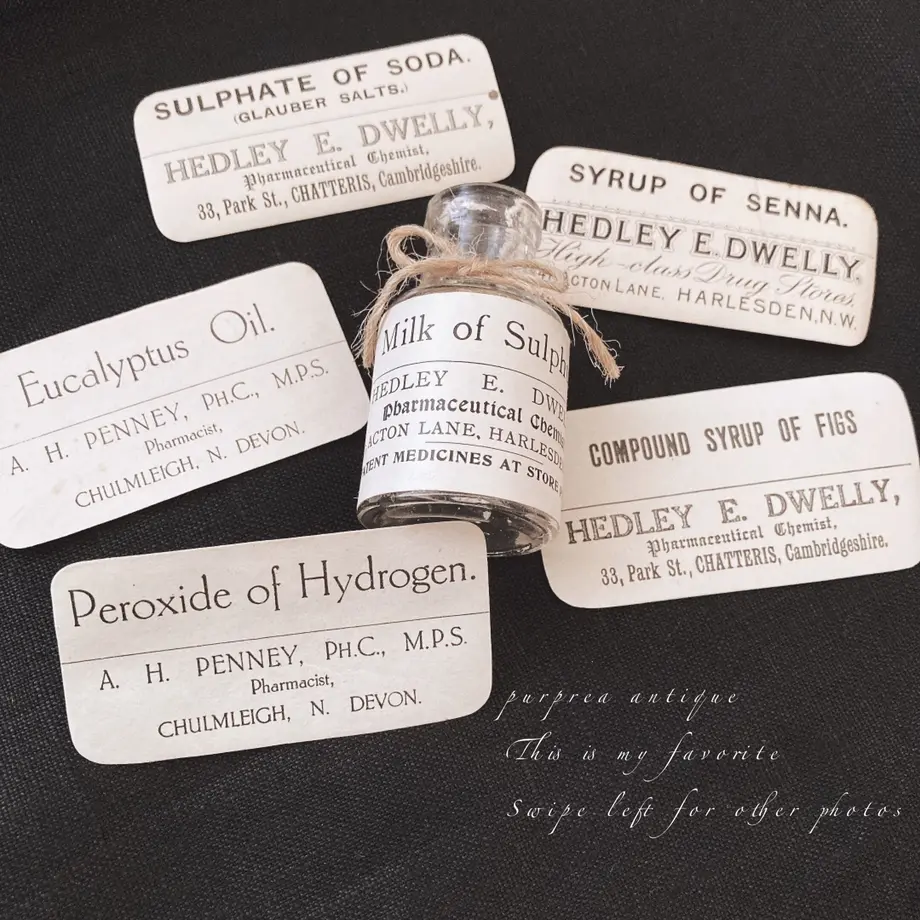 SULPHATE OF SODA.
(GLAUBER SALTS.)
HEDLEY E. DWELLY,
Pharmaceutical Chemist,
33, Park St., CHATTERIS, Cambridgeshire.
SYRUP OF SENNA.
HEDLEY E. DWELLY,
High-class Drug Stores,
ACTON LANE, HARLESDEN, N.W.
Eucalyptus Oil.
A. H. PENNEY, PH.C., M.P.S.
Pharmacist,
CHULMLEIGH, N. DEVON.
Milk of Sulph
HEDLEY E. DWE
Pharmaceutical Chem
ACTON LANE, HARLESDE
TENT MEDICINES AT STORE
COMPOUND SYRUP OF FIGS
HEDLEY E. DWELLY,
Pharmaceutical Chemist,
33, Park St., CHATTERIS, Cambridgeshire.
Peroxide of Hydrogen.
A. H. PENNEY, PH.C., M.P.S.
Pharmacist,
CHULMLEIGH, N. DEVON.
purprea antique
This is my favorite
Swipe left for other photos